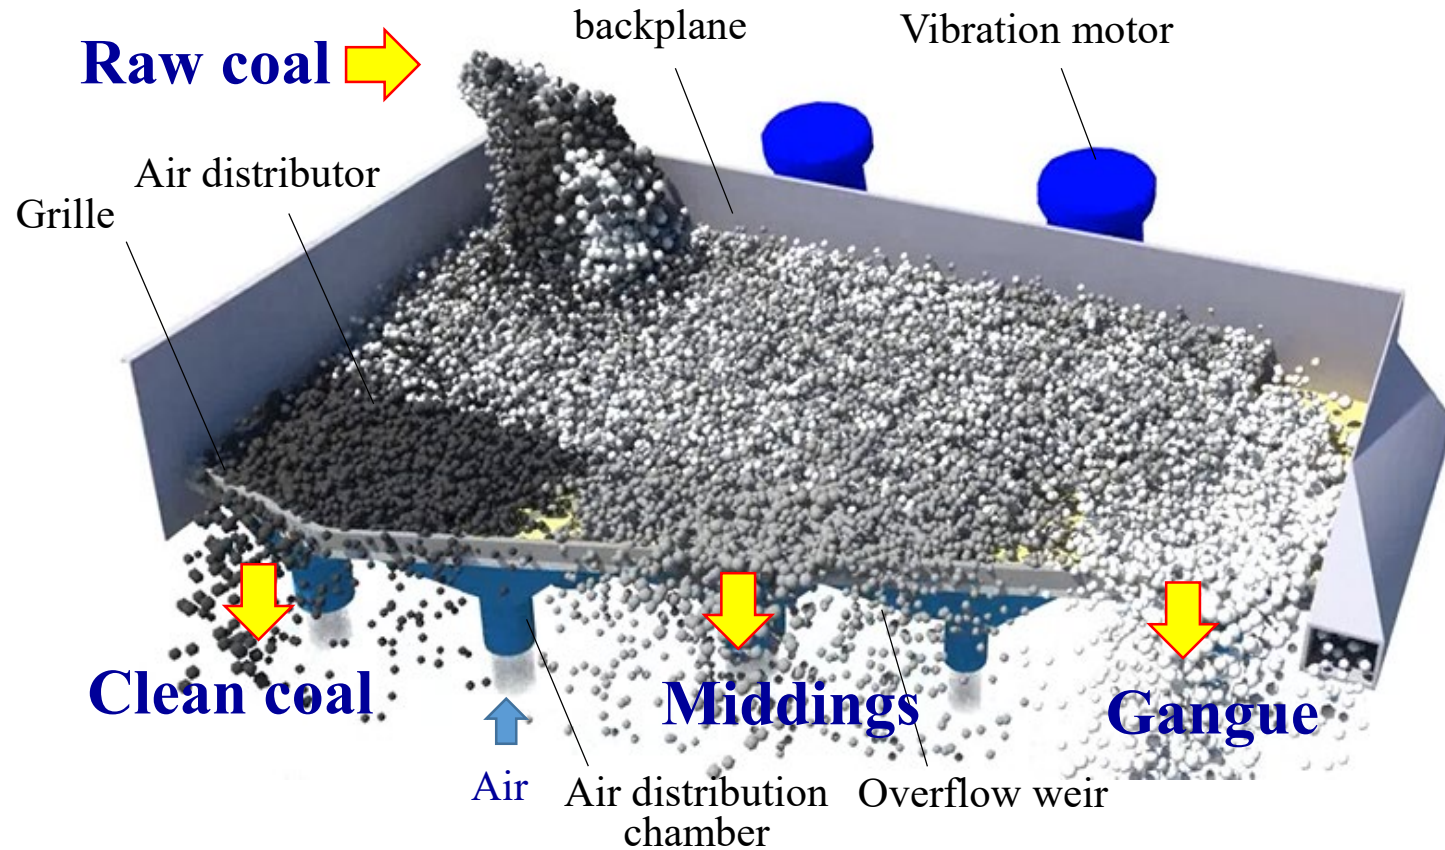 backplane
Vibration motor
Raw coal
Air distributor
Grille
Clean coal
Middings
Gangue
Air
Air distribution
chamber
Overflow weir